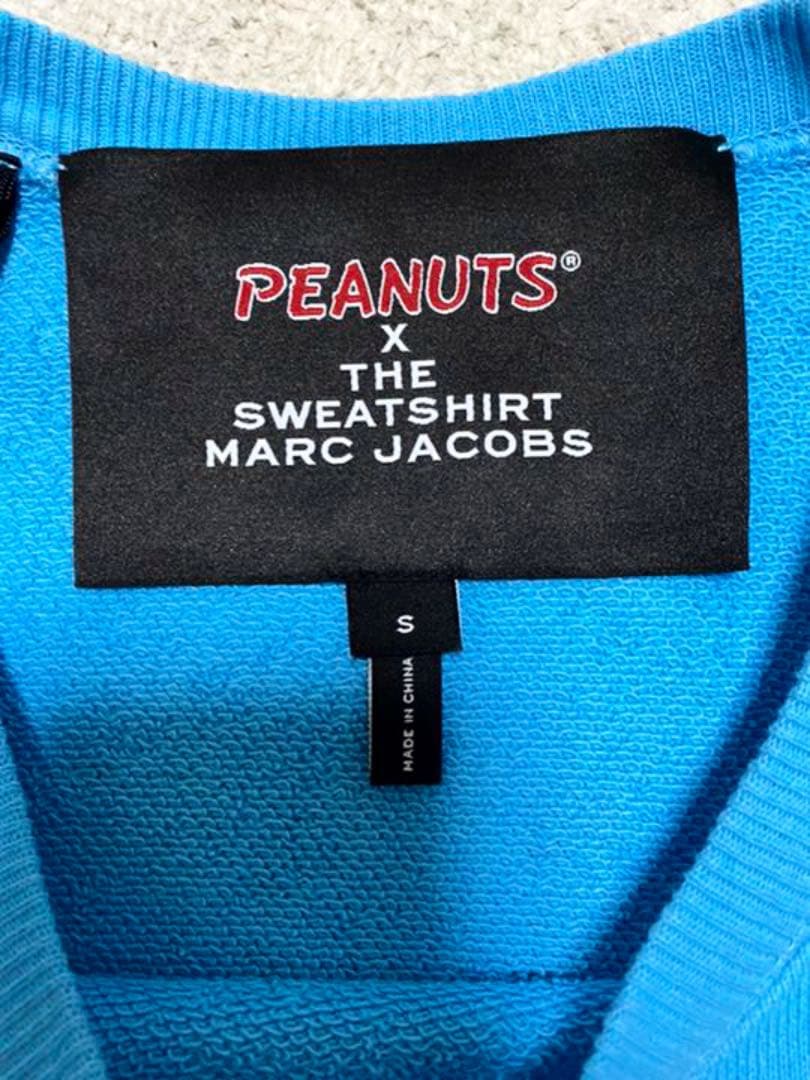 PEANUTS®
X
THE
SWEATSHIRT
MARC JACOBS
S
MADE IN CHINA